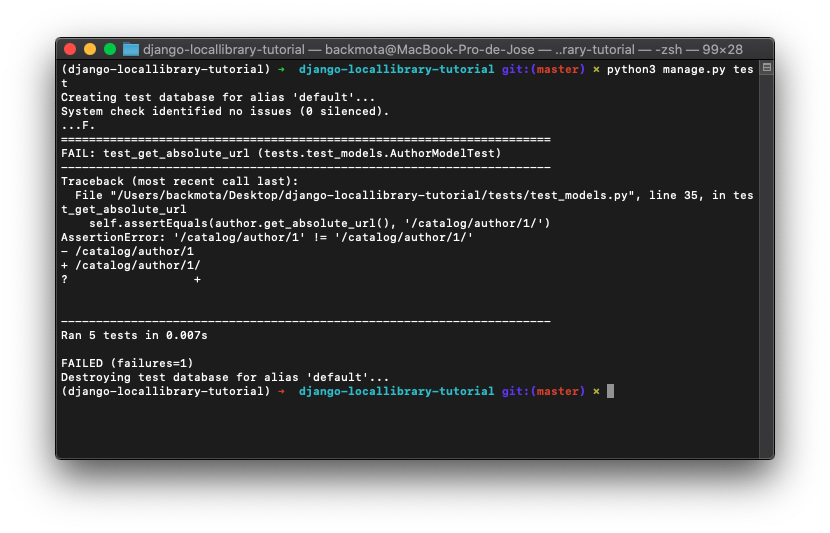 django-locallibrary-tutorial — backmota@MacBook-Pro-de-Jose — ..rary-tutorial — -zsh — 99×28
(django-locallibrary-tutorial) ➜  django-locallibrary-tutorial git:(master) ✗ python3 manage.py tes
t
Creating test database for alias 'default'...
System check identified no issues (0 silenced).
...F.
======================================================================
FAIL: test_get_absolute_url (tests.test_models.AuthorModelTest)
----------------------------------------------------------------------
Traceback (most recent call last):
  File "/Users/backmota/Desktop/django-locallibrary-tutorial/tests/test_models.py", line 35, in tes
t_get_absolute_url
    self.assertEquals(author.get_absolute_url(), '/catalog/author/1/')
AssertionError: '/catalog/author/1' != '/catalog/author/1/'
- /catalog/author/1
+ /catalog/author/1/
?                  +
----------------------------------------------------------------------
Ran 5 tests in 0.007s
FAILED (failures=1)
Destroying test database for alias 'default'...
(django-locallibrary-tutorial) ➜  django-locallibrary-tutorial git:(master) ✗